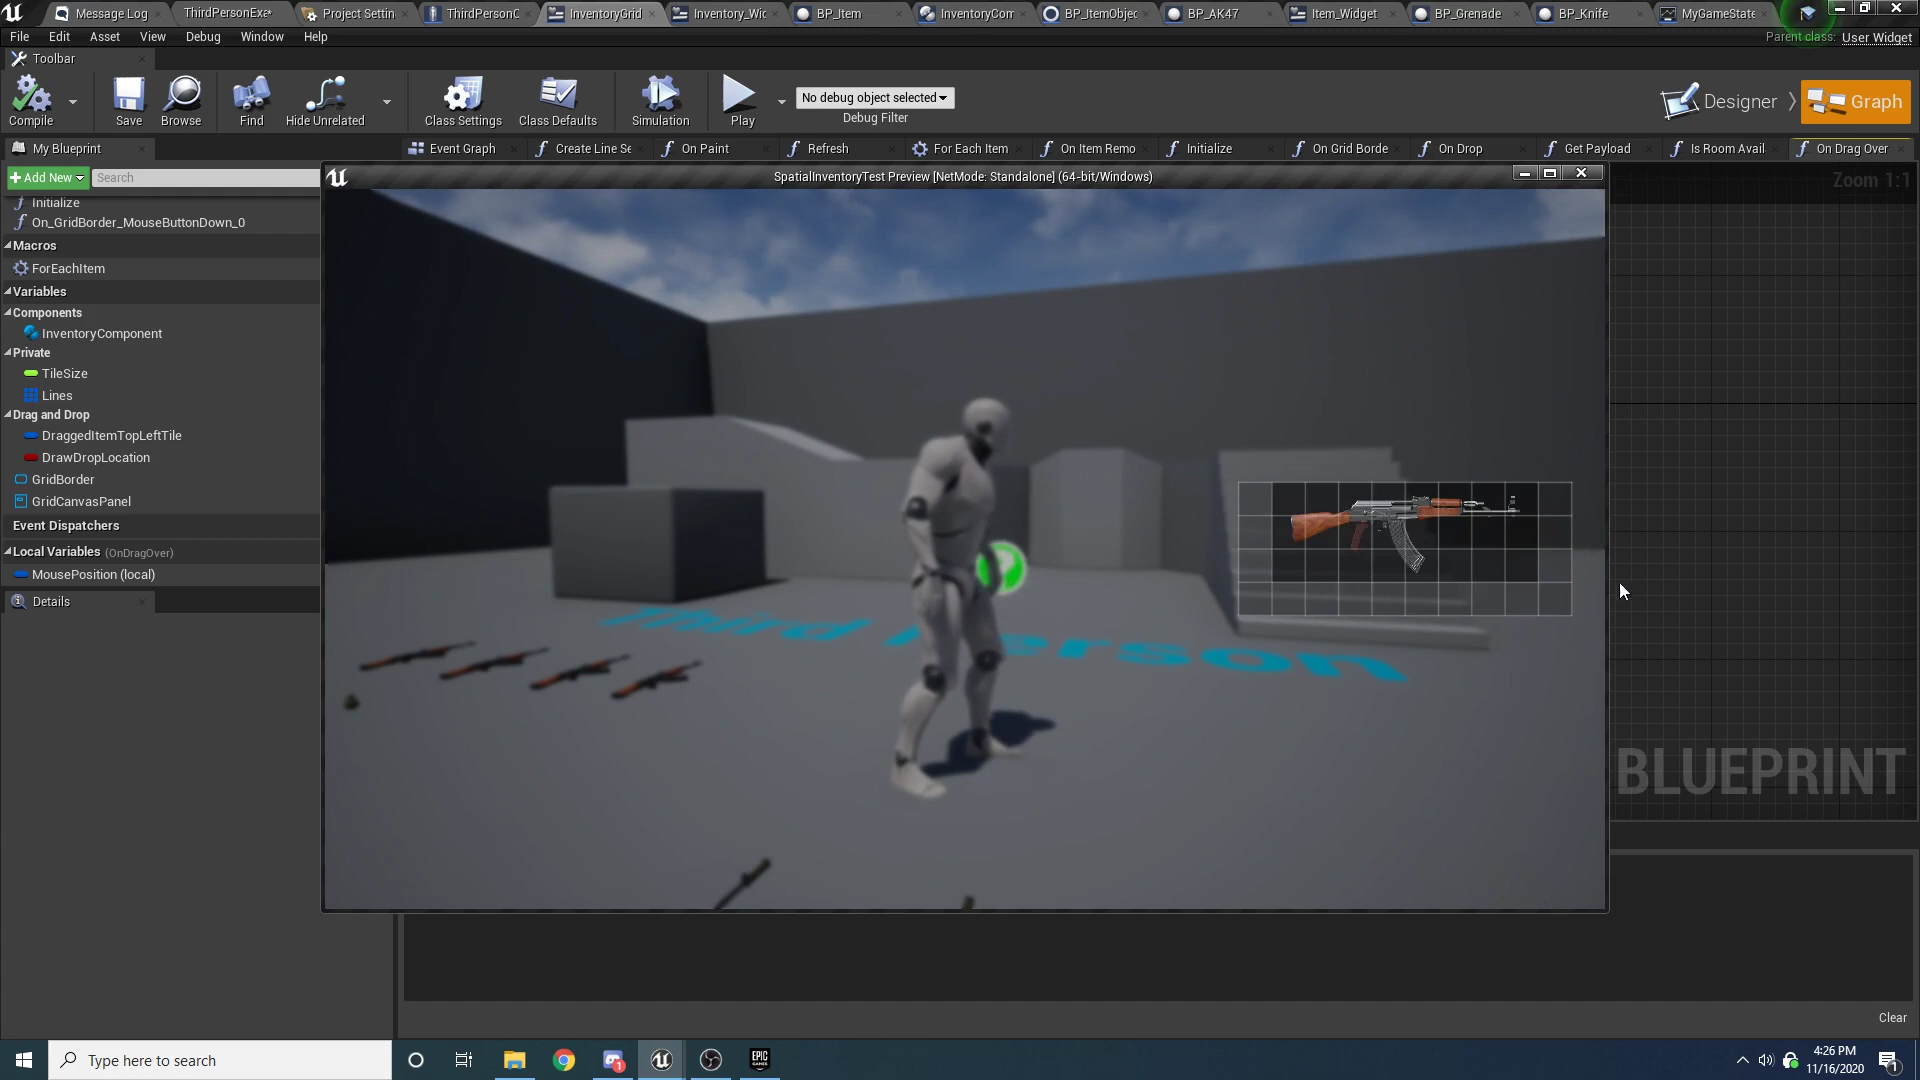 Message Log
ThirdPersonExa*
Project Settin
ThirdPersonC
InventoryGrid
Inventory_Wid
BP_Item
InventoryCom
BP_ItemObjec
BP_AK47
Item_Widget
BP_Grenade
BP_Knife
MyGameState
File
Edit
Asset
View
Debug
Window
Help
Parent class:
User Widget
Toolbar
Compile
Save
Browse
Find
Hide Unrelated
Class Settings
Class Defaults
Simulation
Play
No debug object selected
Debug Filter
Designer
Graph
My Blueprint
Event Graph
Create Line Se
On Paint
Refresh
For Each Item
On Item Remo
Initialize
On Grid Borde
On Drop
Get Payload
Is Room Avail
On Drag Over
Add New
Search
SpatialInventoryTest Preview [NetMode: Standalone] (64-bit/Windows)
Zoom 1:1
Initialize
On_GridBorder_MouseButtonDown_0
Macros
ForEachItem
Variables
Components
InventoryComponent
Private
TileSize
Lines
Drag and Drop
DraggedItemTopLeftTile
DrawDropLocation
GridBorder
GridCanvasPanel
Event Dispatchers
Local Variables (OnDragOver)
MousePosition (local)
Details
Third Person
BLUEPRINT
Clear
Type here to search
1
EPIC
GAMES
4:26 PM
11/16/2020
1